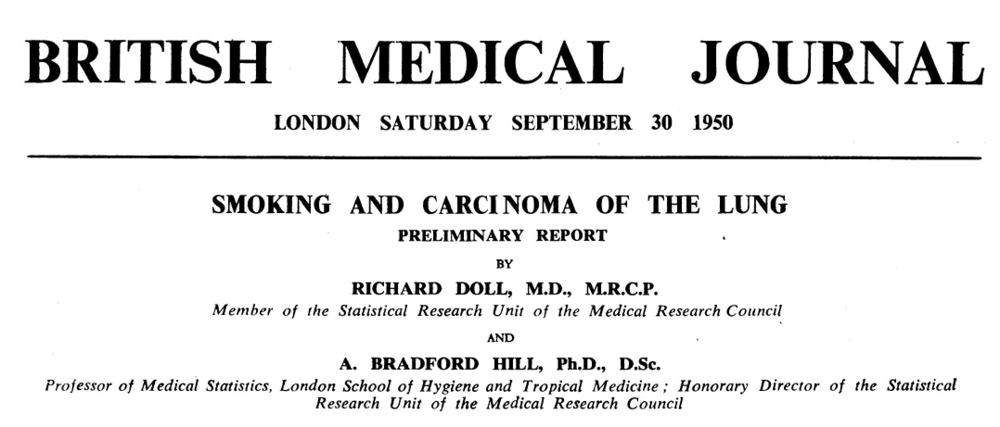 BRITISH MEDICAL JOURNAL
LONDON SATURDAY SEPTEMBER 30 1950
SMOKING AND CARCINOMA OF THE LUNG
PRELIMINARY REPORT
BY
RICHARD DOLL, M.D., M.R.C.P.
Member of the Statistical Research Unit of the Medical Research Council
AND
A. BRADFORD HILL, Ph.D., D.Sc.
Professor of Medical Statistics, London School of Hygiene and Tropical Medicine ; Honorary Director of the Statistical
Research Unit of the Medical Research Council